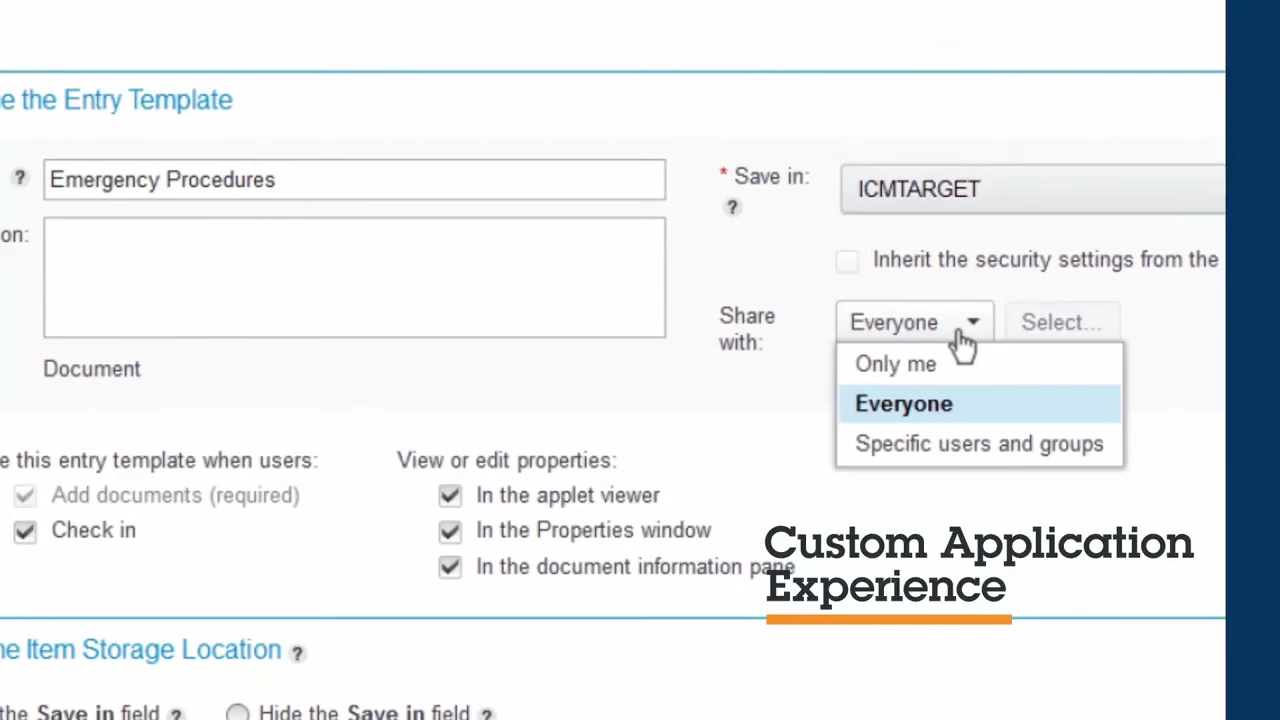 e the Entry Template
? Emergency Procedures
* Save in: ICMTARGET
?
on:
Inherit the security settings from the
Share with: Everyone Select...
Only me
Everyone
Specific users and groups
Document
e this entry template when users:
Add documents (required)
Check in
View or edit properties:
In the applet viewer
In the Properties window
In the document information pane
Custom Application
Experience
ne Item Storage Location ?
the Save in field ? Hide the Save in field ?